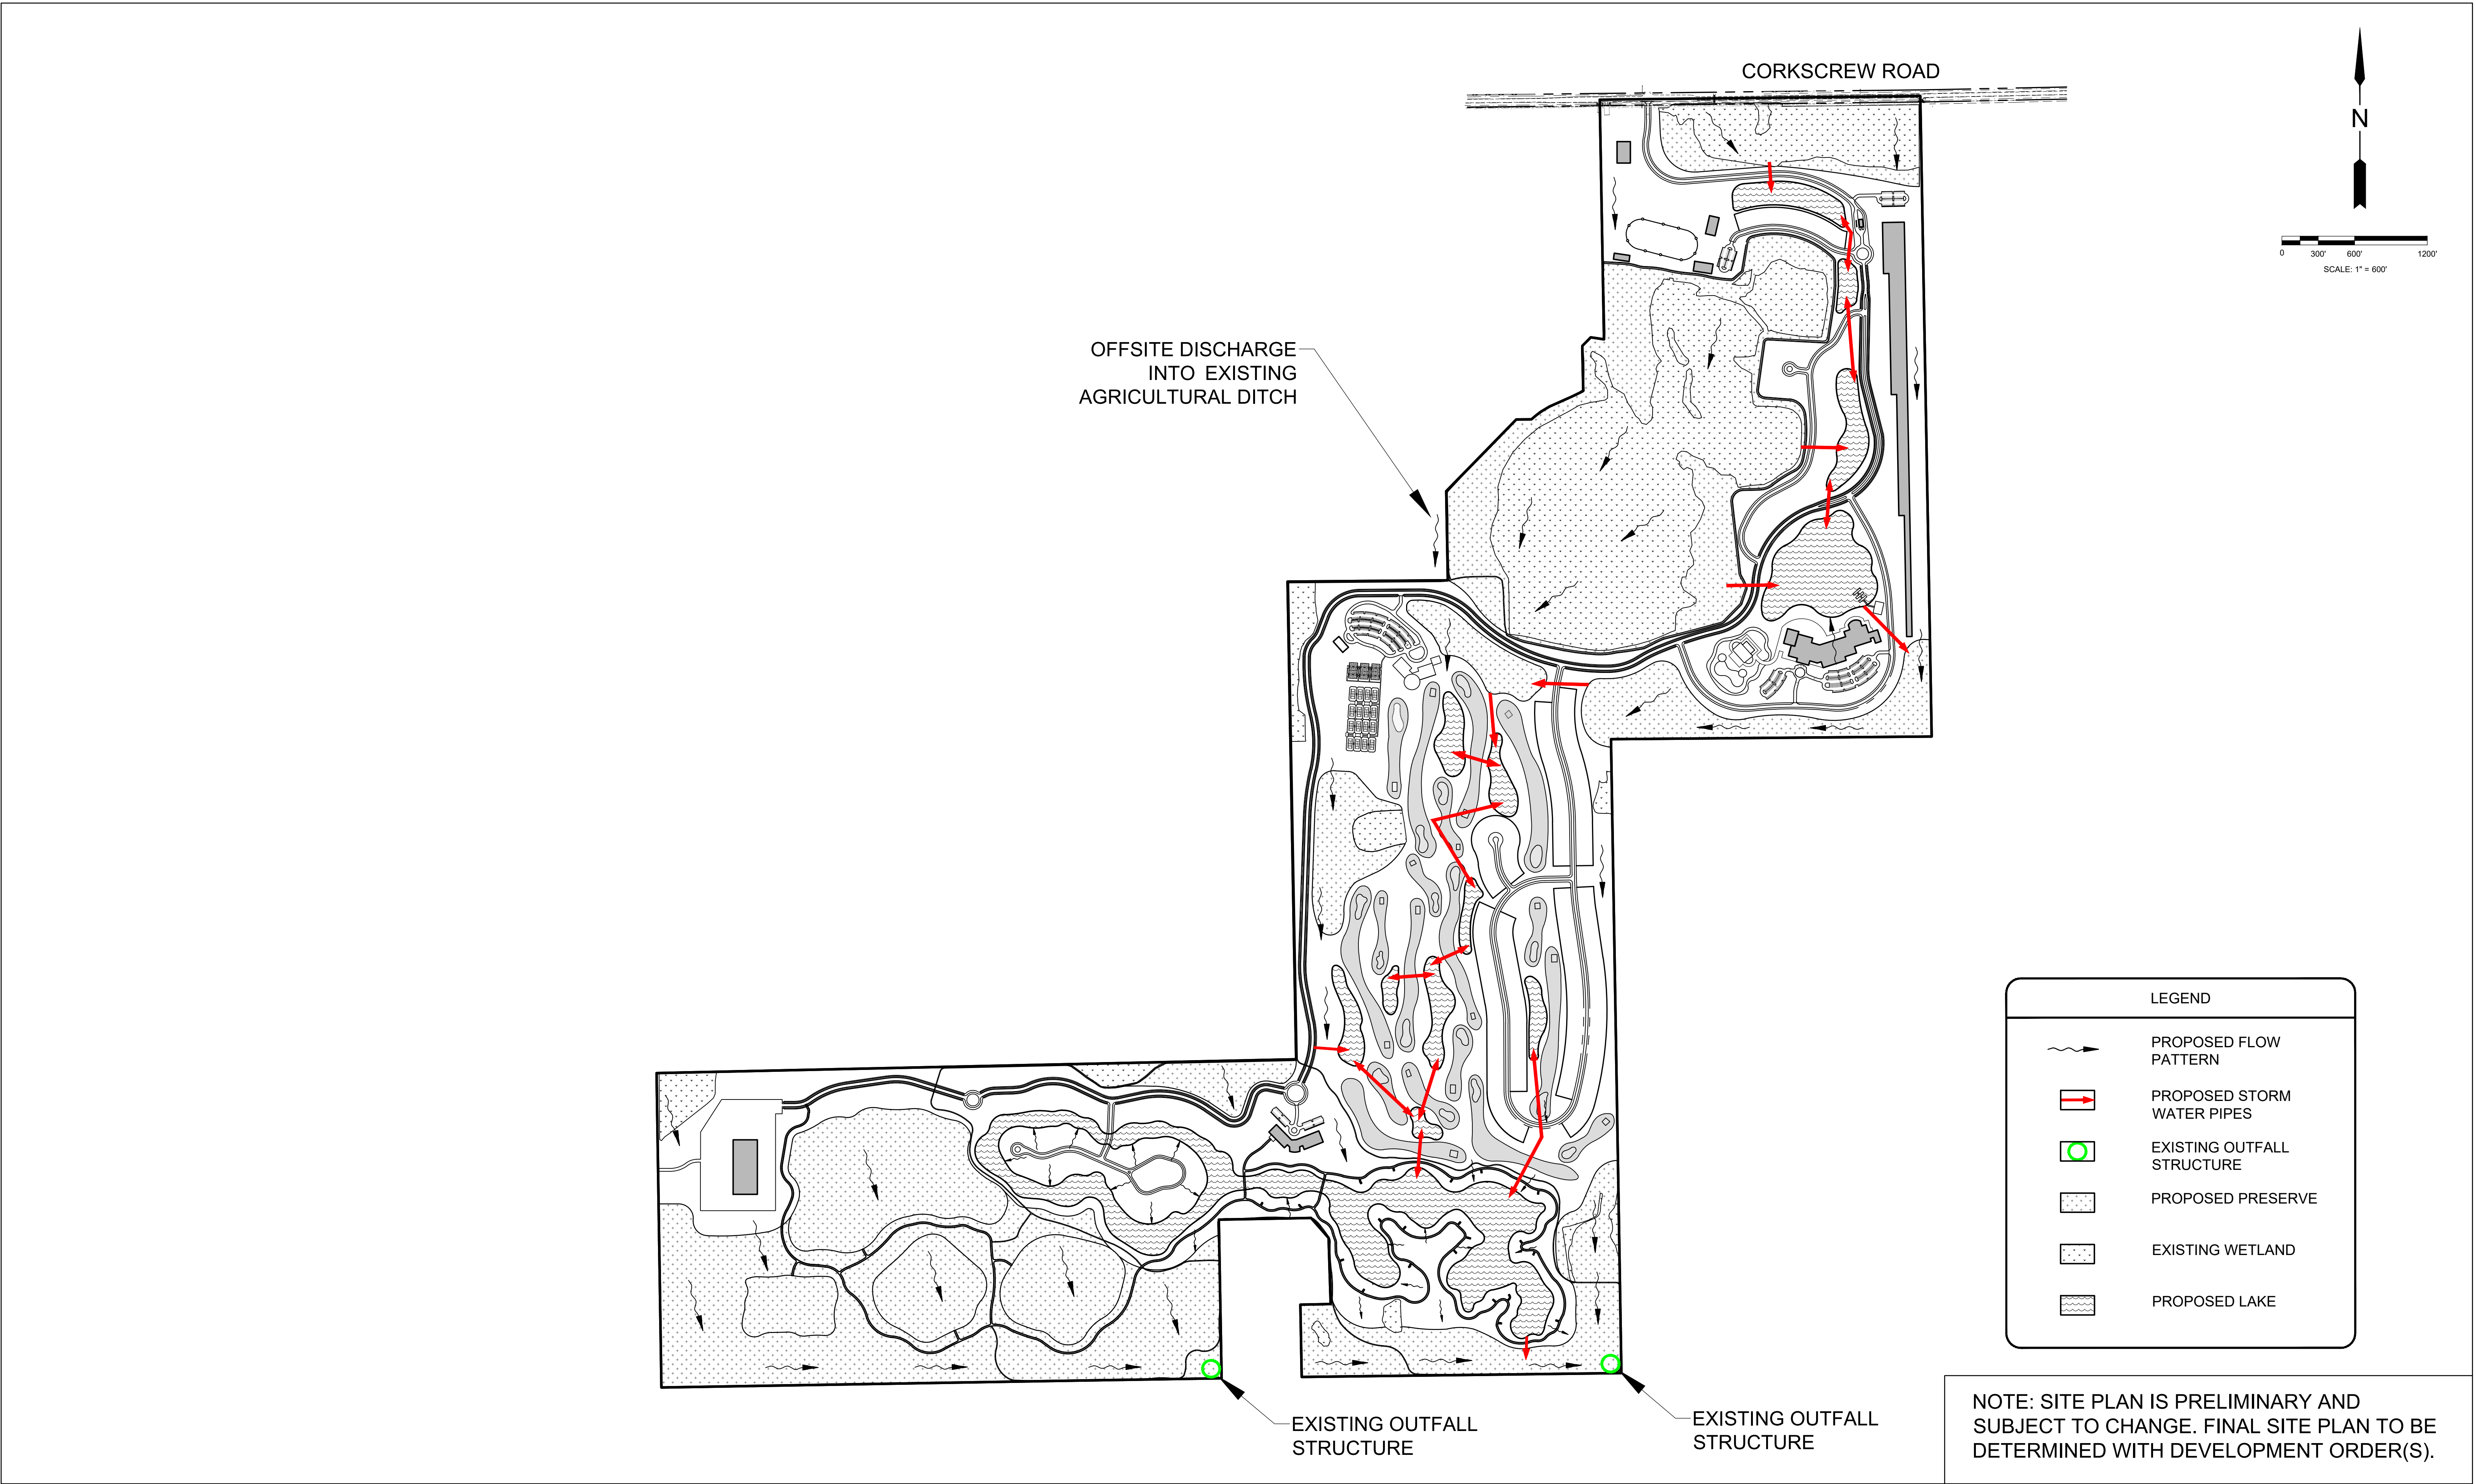 CORKSCREW ROAD
N
0 300' 600' 1200'
SCALE: 1" = 600'
OFFSITE DISCHARGE
INTO EXISTING
AGRICULTURAL DITCH
LEGEND
PROPOSED FLOW
PATTERN
PROPOSED STORM
WATER PIPES
EXISTING OUTFALL
STRUCTURE
PROPOSED PRESERVE
EXISTING WETLAND
PROPOSED LAKE
EXISTING OUTFALL
STRUCTURE
EXISTING OUTFALL
STRUCTURE
NOTE: SITE PLAN IS PRELIMINARY AND
SUBJECT TO CHANGE. FINAL SITE PLAN TO BE
DETERMINED WITH DEVELOPMENT ORDER(S).